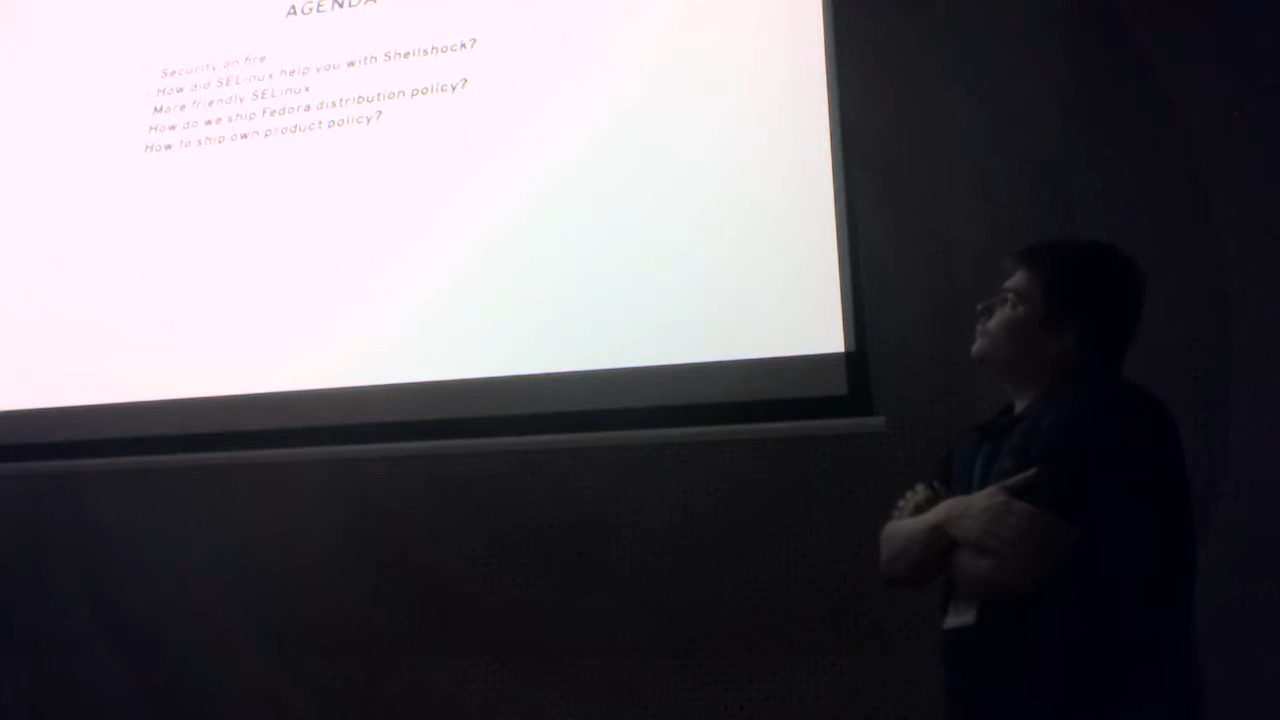 AGENDA
Security on fire
How did SELinux help you with Shellshock?
More friendly SELinux
How do we ship Fedora distribution policy?
How to ship own product policy?